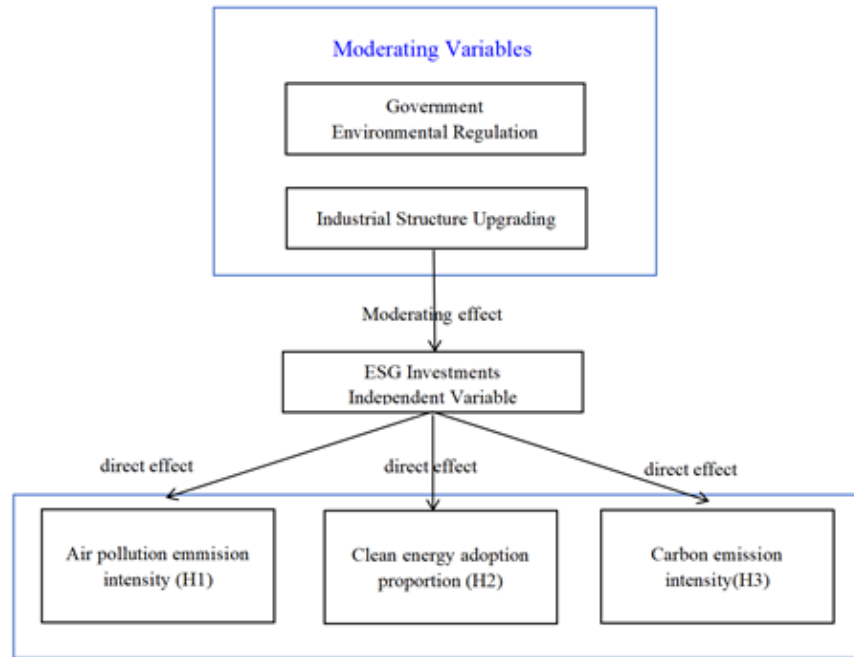 Moderating Variables
Government
Environmental Regulation
Industrial Structure Upgrading
Moderating effect
ESG Investments
Independent Variable
direct effect
direct effect
direct effect
Air pollution emmision
intensity (H1)
Clean energy adoption
proportion (H2)
Carbon emission
intensity(H3)